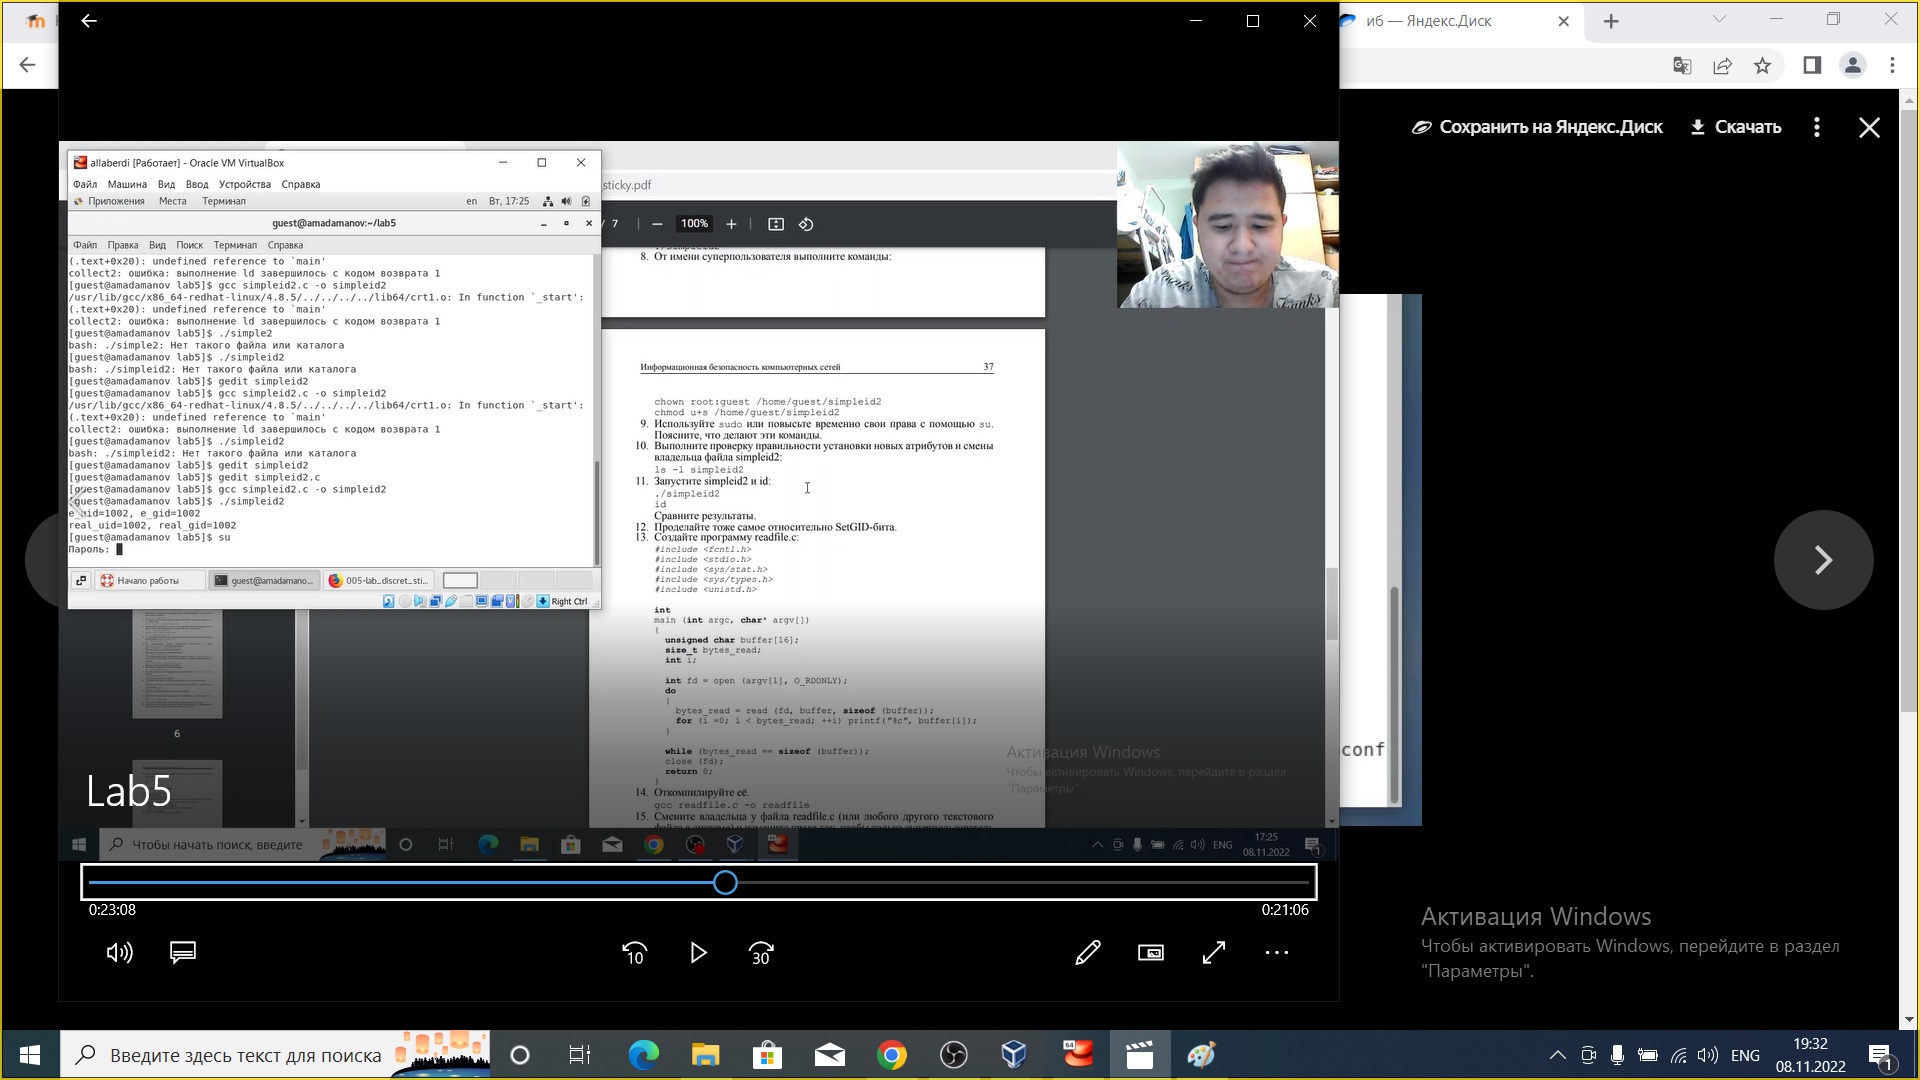 иб — Яндекс.Диск
Сохранить на Яндекс.Диск
Скачать
allaberdi [Работает] - Oracle VM VirtualBox
Файл Машина Вид Ввод Устройства Справка
Приложения Места Терминал en Вт, 17:25
guest@amadamanov:~/lab5
Файл Правка Вид Поиск Терминал Справка
(.text+0x20): undefined reference to `main'
collect2: ошибка: выполнение ld завершилось с кодом возврата 1
[guest@amadamanov lab5]$ gcc simpleid2.c -o simpleid2
/usr/lib/gcc/x86_64-redhat-linux/4.8.5/../../../../lib64/crt1.o: In function `_start':
(.text+0x20): undefined reference to `main'
collect2: ошибка: выполнение ld завершилось с кодом возврата 1
[guest@amadamanov lab5]$ ./simple2
bash: ./simple2: Нет такого файла или каталога
[guest@amadamanov lab5]$ ./simpleid2
bash: ./simpleid2: Нет такого файла или каталога
[guest@amadamanov lab5]$ gedit simpleid2
[guest@amadamanov lab5]$ gcc simpleid2.c -o simpleid2
/usr/lib/gcc/x86_64-redhat-linux/4.8.5/../../../../lib64/crt1.o: In function `_start':
(.text+0x20): undefined reference to `main'
collect2: ошибка: выполнение ld завершилось с кодом возврата 1
[guest@amadamanov lab5]$ ./simpleid2
bash: ./simpleid2: Нет такого файла или каталога
[guest@amadamanov lab5]$ gedit simpleid2
[guest@amadamanov lab5]$ gedit simpleid2.c
[guest@amadamanov lab5]$ gcc simpleid2.c -o simpleid2
[guest@amadamanov lab5]$ ./simpleid2
e_uid=1002, e_gid=1002
real_uid=1002, real_gid=1002
[guest@amadamanov lab5]$ su
Пароль:
Начало работы guest@amadamano... 005-lab_discret_sti...
Right Ctrl
sticky.pdf
/ 7 100%
8. От имени суперпользователя выполните команды:
Информационная безопасность компьютерных сетей 37
chown root:guest /home/guest/simpleid2
chmod u+s /home/guest/simpleid2
9. Используйте sudo или повысьте временно свои права с помощью su.
Поясните, что делают эти команды.
10. Выполните проверку правильности установки новых атрибутов и смены
владельца файла simpleid2:
ls -l simpleid2
11. Запустите simpleid2 и id:
./simpleid2
id
Сравните результаты.
12. Проделайте тоже самое относительно SetGID-бита.
13. Создайте программу readfile.c:
#include <fcntl.h>
#include <stdio.h>
#include <sys/stat.h>
#include <sys/types.h>
#include <unistd.h>
int
main (int argc, char* argv[])
{
unsigned char buffer[16];
size_t bytes_read;
int i;
int fd = open (argv[1], O_RDONLY);
do
{
bytes_read = read (fd, buffer, sizeof (buffer));
for (i =0; i < bytes_read; ++i) printf("%c", buffer[i]);
}
while (bytes_read == sizeof (buffer));
close (fd);
return 0;
}
14. Откомпилируйте её.
gcc readfile.c -o readfile
15. Смените владельца у файла readfile.c (или любого другого текстового
6
Активация Windows
Чтобы активировать Windows, перейдите в раздел
"Параметры".
Lab5
Чтобы начать поиск, введите
ENG
17:25
08.11.2022
1
0:23:08
0:21:06
10
30
conf
Активация Windows
Чтобы активировать Windows, перейдите в раздел
"Параметры".
Введите здесь текст для поиска
64
ENG
19:32
08.11.2022
1